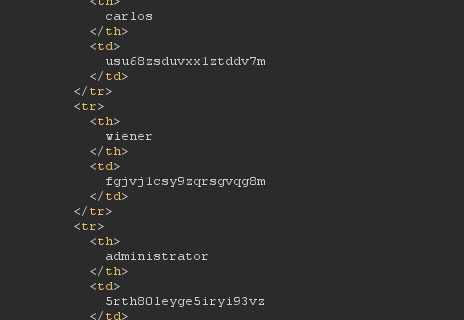 <th>
carlos
</th>
<td>
usu68zsduvxx1ztddv7m
</td>
</tr>
<tr>
<th>
wiener
</th>
<td>
fgjvj1csy9zqrsgvqg8m
</td>
</tr>
<tr>
<th>
administrator
</th>
<td>
5rth80leyge5iryi93vz
</td>